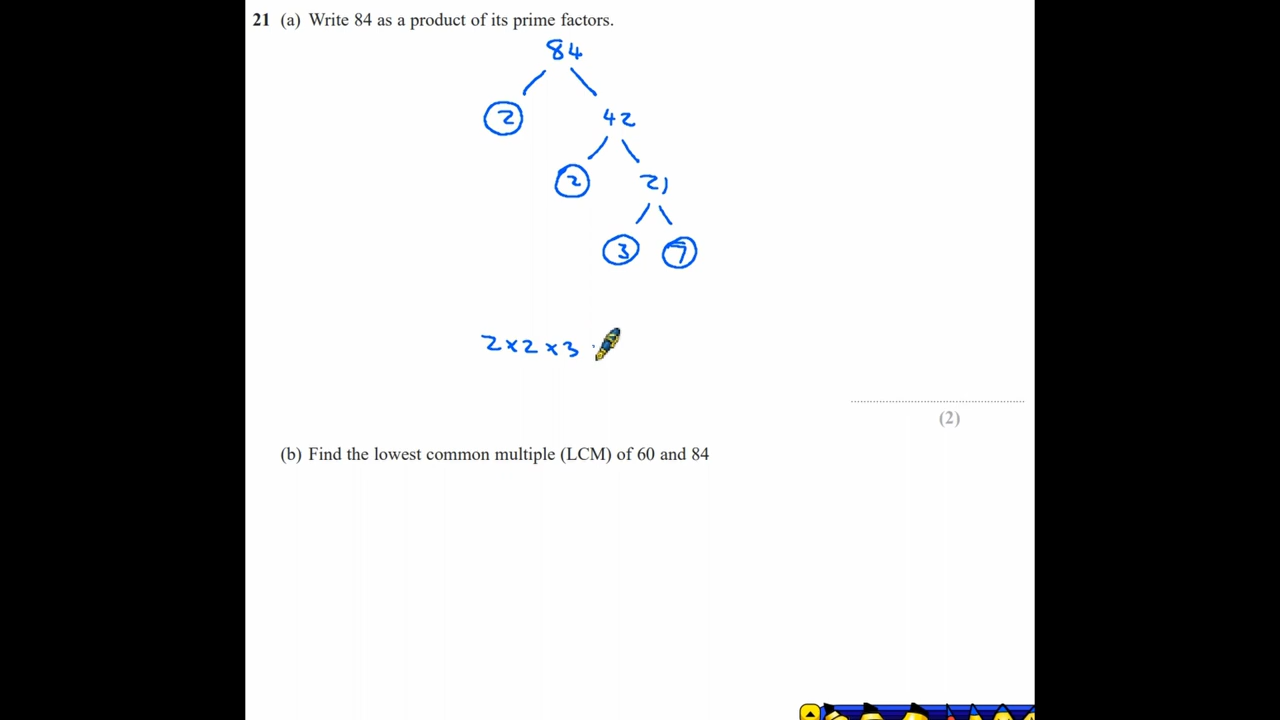 21 (a) Write 84 as a product of its prime factors.
84
2 42
2 21
3 7
2 × 2 × 3
(2)
(b) Find the lowest common multiple (LCM) of 60 and 84